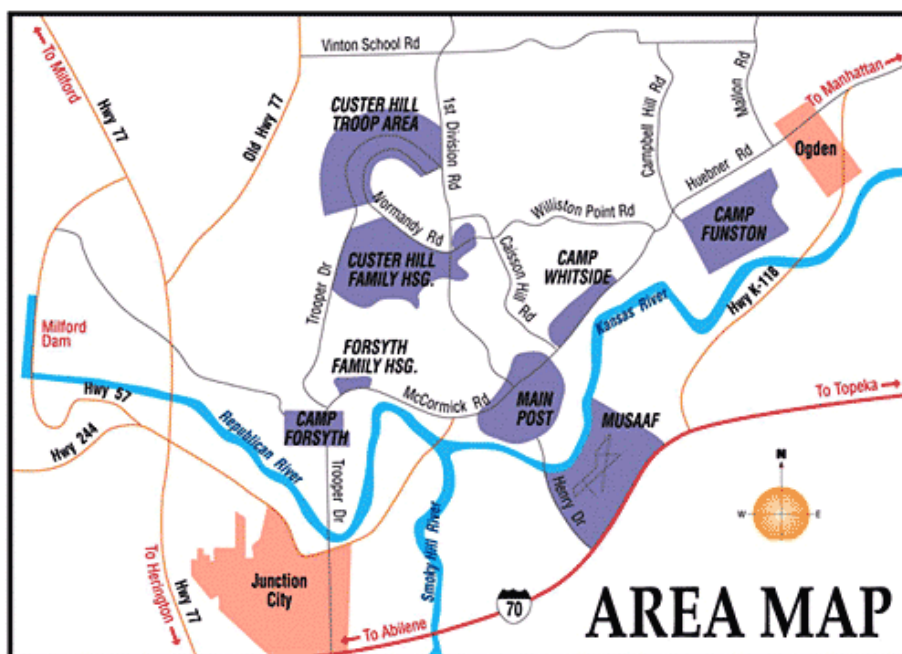 To Milford
Hwy 77
Old Hwy 77
Vinton School Rd
CUSTER HILL
TROOP AREA
1st Division Rd
Campbell Hill Rd
Mallon Rd
To Manhattan
Ogden
Huebner Rd
Normandy Rd
Williston Point Rd
CAMP
FUNSTON
CUSTER HILL
FAMILY HSG.
Caisson Hill Rd
CAMP
WHITSIDE
Trooper Dr
Kansas River
Hwy K-118
Milford
Dam
FORSYTH
FAMILY HSG.
Hwy 57
McCormick Rd
MAIN
POST
MUSAAF
To Topeka
CAMP
FORSYTH
Hwy 244
Republican River
Trooper Dr
Henry Dr
N
W
E
S
Smoky Hill River
To Herington
Hwy 77
Junction
City
To Abilene
70
AREA MAP